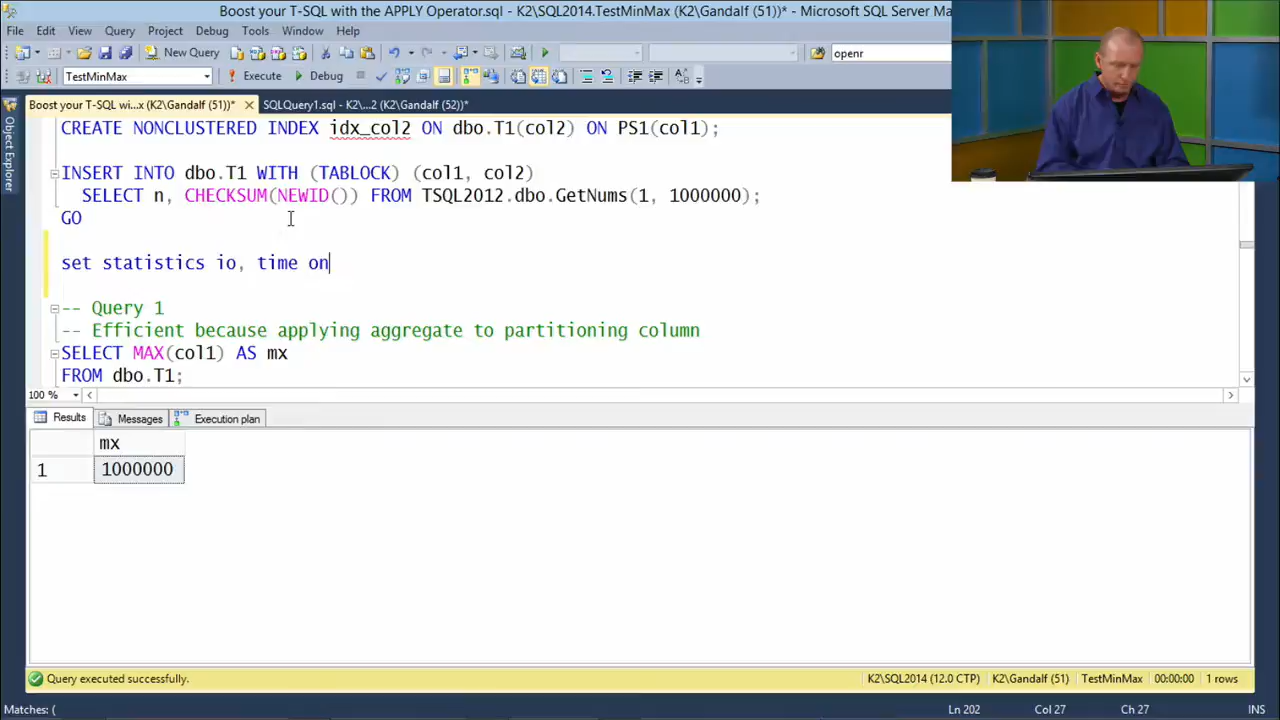 Boost your T-SQL with the APPLY Operator.sql - K2\SQL2014.TestMinMax (K2\Gandalf (51))* - Microsoft SQL Server Ma
File Edit View Query Project Debug Tools Window Help
New Query openr
TestMinMax Execute Debug
Boost your T-SQL wi...x (K2\Gandalf (51))* SQLQuery1.sql - K2\...2 (K2\Gandalf (52))*
Object Explorer
CREATE NONCLUSTERED INDEX idx_col2 ON dbo.T1(col2) ON PS1(col1);
INSERT INTO dbo.T1 WITH (TABLOCK) (col1, col2)
SELECT n, CHECKSUM(NEWID()) FROM TSQL2012.dbo.GetNums(1, 1000000);
GO
set statistics io, time on
-- Query 1
-- Efficient because applying aggregate to partitioning column
SELECT MAX(col1) AS mx
FROM dbo.T1;
100 %
Results Messages Execution plan
mx
1 1000000
Query executed successfully. K2\SQL2014 (12.0 CTP) K2\Gandalf (51) TestMinMax 00:00:00 1 rows
Matches: ( Ln 202 Col 27 Ch 27 INS